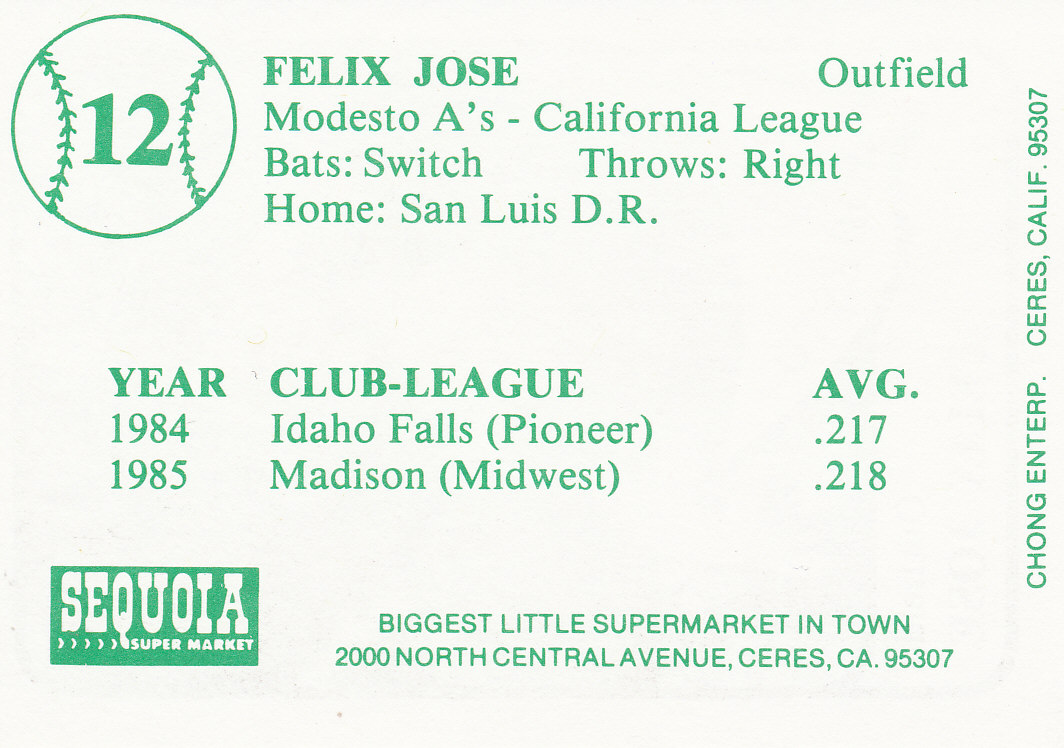 12
FELIX JOSE Outfield
Modesto A's - California League
Bats: Switch Throws: Right
Home: San Luis D.R.
YEAR CLUB-LEAGUE AVG.
1984 Idaho Falls (Pioneer) .217
1985 Madison (Midwest) .218
SEQUOIA
SUPER MARKET
BIGGEST LITTLE SUPERMARKET IN TOWN
2000 NORTH CENTRAL AVENUE, CERES, CA. 95307
CHONG ENTERP. CERES, CALIF. 95307